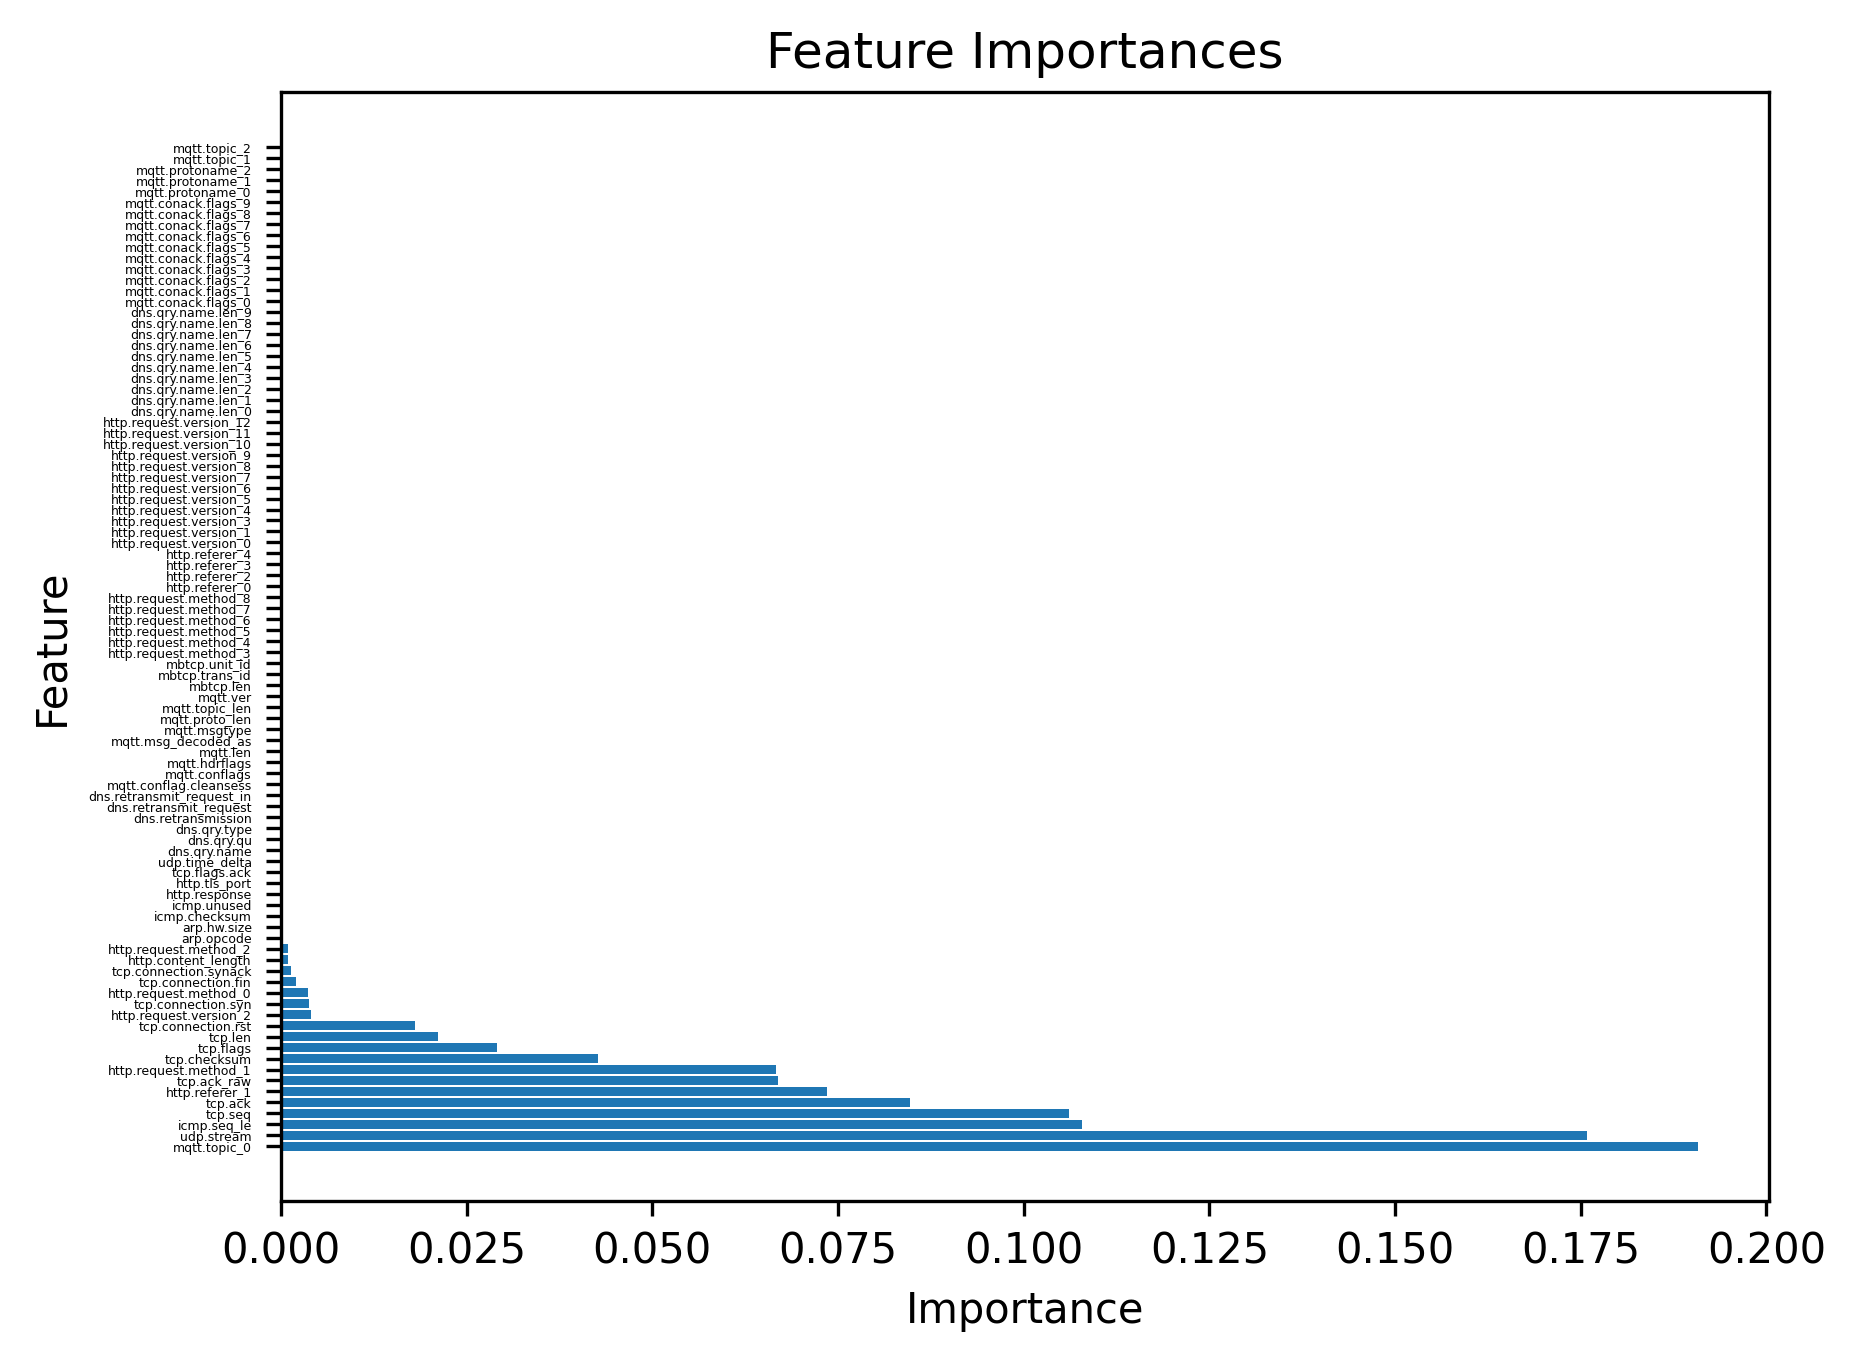 Feature Importances
mqtt.topic_2
mqtt.topic_1
mqtt.protoname_2
mqtt.protoname_1
mqtt.protoname_0
mqtt.conack.flags_9
mqtt.conack.flags_8
mqtt.conack.flags_7
mqtt.conack.flags_6
mqtt.conack.flags_5
mqtt.conack.flags_4
mqtt.conack.flags_3
mqtt.conack.flags_2
mqtt.conack.flags_1
mqtt.conack.flags_0
dns.qry.name.len_9
dns.qry.name.len_8
dns.qry.name.len_7
dns.qry.name.len_6
dns.qry.name.len_5
dns.qry.name.len_4
dns.qry.name.len_3
dns.qry.name.len_2
dns.qry.name.len_1
dns.qry.name.len_0
http.request.version_12
http.request.version_11
http.request.version_10
http.request.version_9
http.request.version_8
http.request.version_7
http.request.version_6
http.request.version_5
http.request.version_4
http.request.version_3
http.request.version_1
http.request.version_0
http.referer_4
http.referer_3
http.referer_2
http.referer_0
http.request.method_8
http.request.method_7
http.request.method_6
http.request.method_5
http.request.method_4
http.request.method_3
mbtcp.unit_id
mbtcp.trans_id
mbtcp.len
mqtt.ver
mqtt.topic_len
mqtt.proto_len
mqtt.msgtype
mqtt.msg_decoded_as
mqtt.len
mqtt.hdrflags
mqtt.conflags
mqtt.conflag.cleansess
dns.retransmit_request_in
dns.retransmit_request
dns.retransmission
dns.qry.type
dns.qry.qu
dns.qry.name
udp.time_delta
tcp.flags.ack
http.tls_port
http.response
icmp.unused
icmp.checksum
arp.hw.size
arp.opcode
http.request.method_2
http.content_length
tcp.connection.synack
tcp.connection.fin
http.request.method_0
tcp.connection.syn
http.request.version_2
tcp.connection.rst
tcp.len
tcp.flags
tcp.checksum
http.request.method_1
tcp.ack_raw
http.referer_1
tcp.ack
tcp.seq
icmp.seq_le
udp.stream
mqtt.topic_0
Feature
0.000 0.025 0.050 0.075 0.100 0.125 0.150 0.175 0.200
Importance